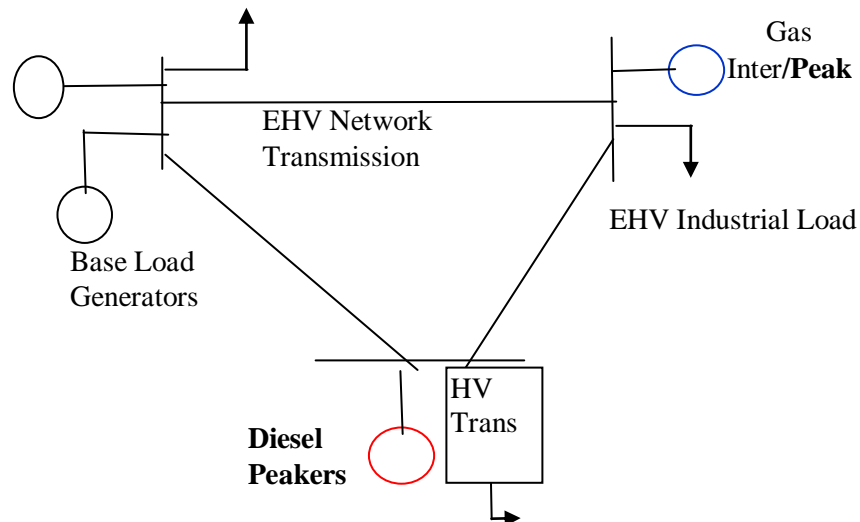 Gas
Inter/Peak
EHV Network
Transmission
EHV Industrial Load
Base Load
Generators
HV
Trans
Diesel
Peakers